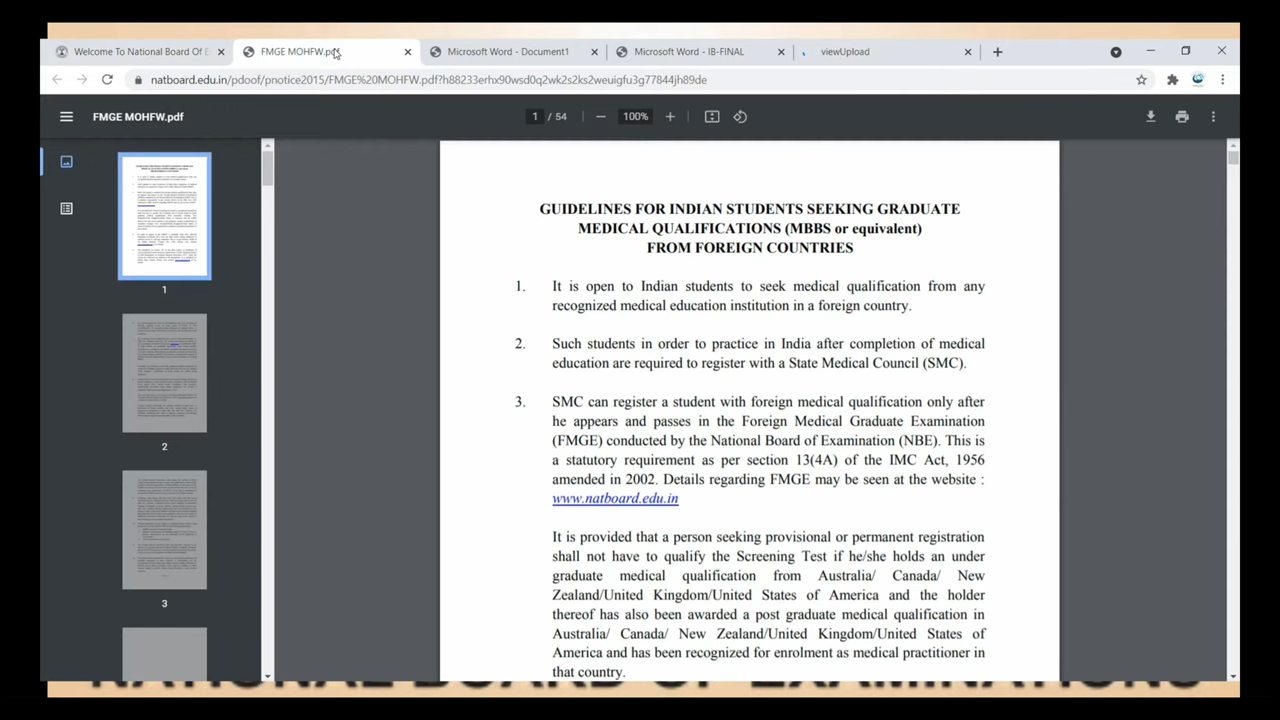 Welcome To National Board Of E
FMGE MOHFW.pdf
Microsoft Word - Document1
Microsoft Word - IB-FINAL
viewUpload
natboard.edu.in/pdoof/pnotice2015/FMGE%20MOHFW.pdf?h88233erhx90wsd0q2wk2s2ks2weuigfu3g77844jh89de
FMGE MOHFW.pdf
1 / 54
100%
1
2
3
GUIDELINES FOR INDIAN STUDENTS SEEKING GRADUATE
MEDICAL QUALIFICATIONS (MBBS or equivalent)
FROM FOREIGN COUNTRIES
1. It is open to Indian students to seek medical qualification from any
recognized medical education institution in a foreign country.
2. Such students in order to practice in India after completion of medical
education are required to register with a State Medical Council (SMC).
3. SMC can register a student with foreign medical qualification only after
he appears and passes in the Foreign Medical Graduate Examination
(FMGE) conducted by the National Board of Examination (NBE). This is
a statutory requirement as per section 13(4A) of the IMC Act, 1956
amended in 2002. Details regarding FMGE may be seen at the website :
www.natboard.edu.in
It is provided that a person seeking provisional or permanent registration
shall not have to qualify the Screening Test if he/she holds an under
graduate medical qualification from Australia/ Canada/ New
Zealand/United Kingdom/United States of America and the holder
thereof has also been awarded a post graduate medical qualification in
Australia/ Canada/ New Zealand/United Kingdom/United States of
America and has been recognized for enrolment as medical practitioner in
that country.
NATIONAL BOARD OF EXAMINATIONS